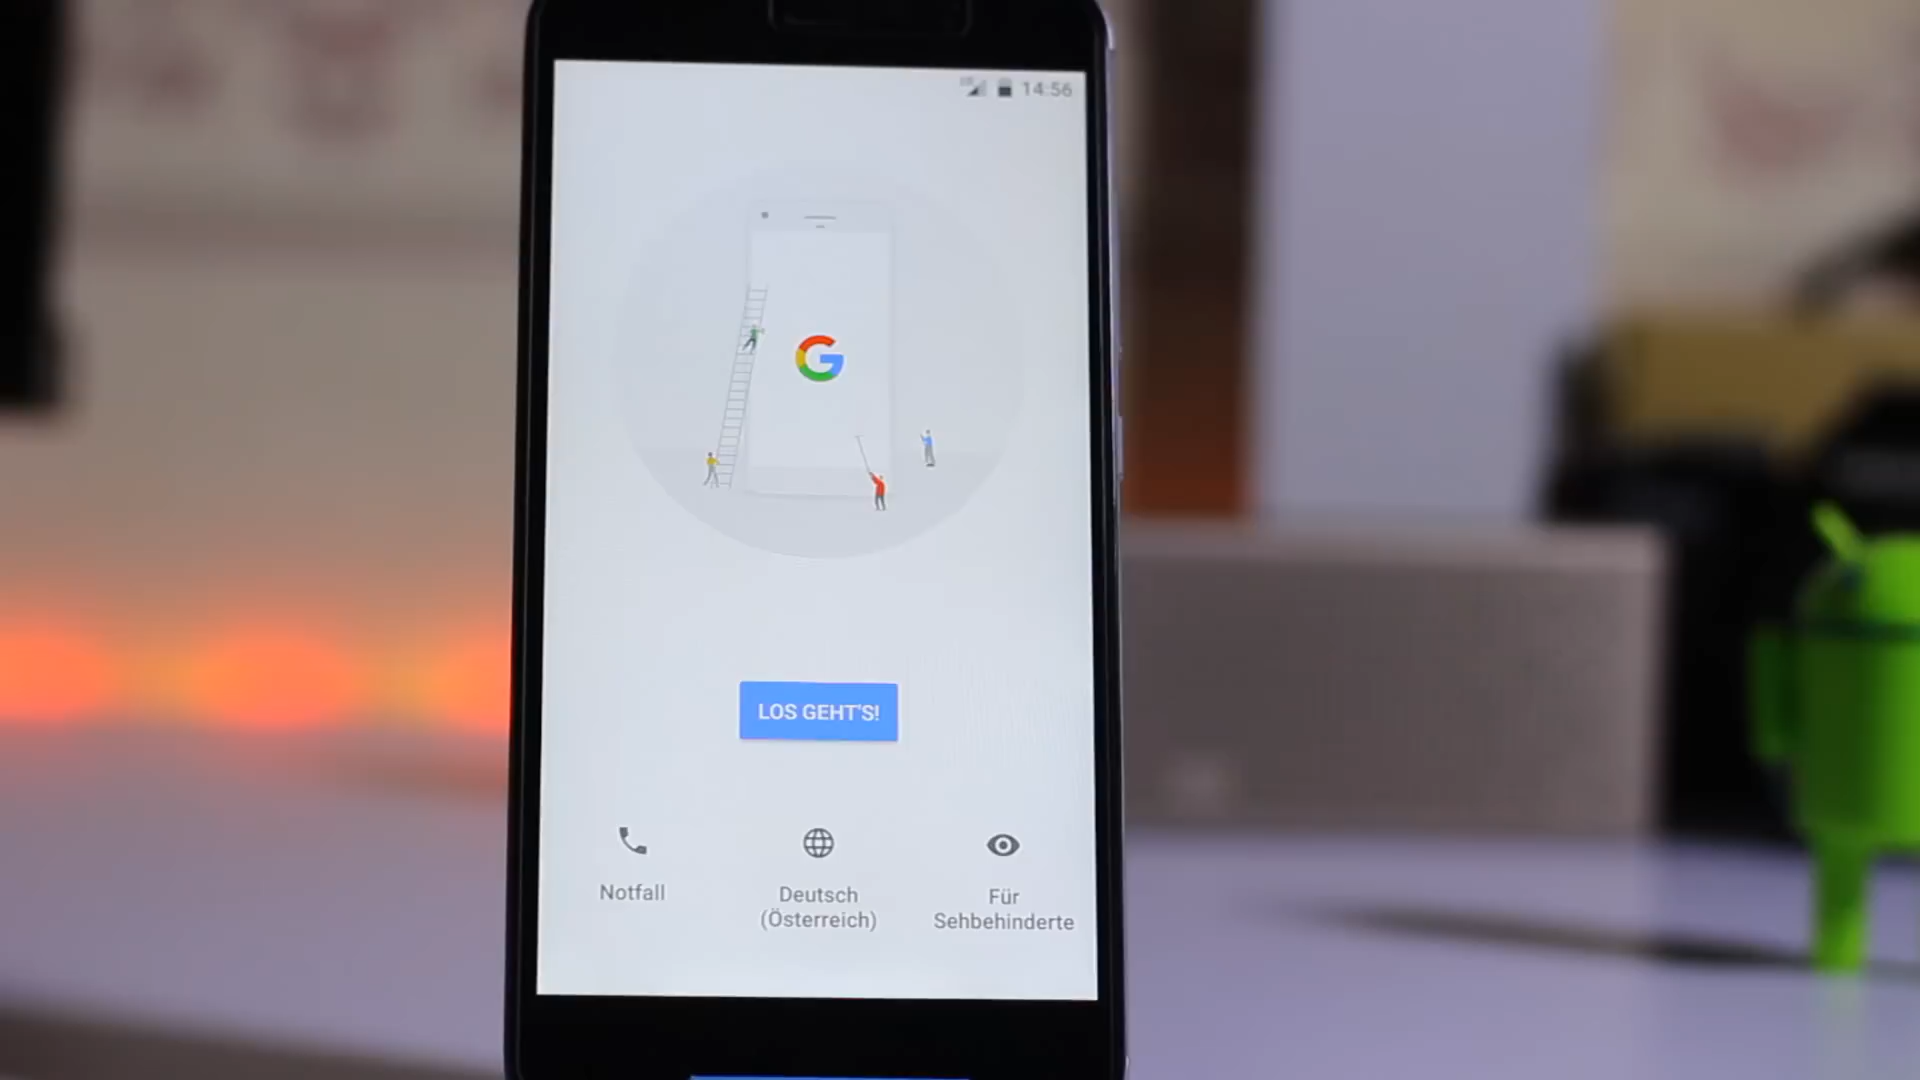 14:56
G
LOS GEHT'S!
Notfall
Deutsch
(Österreich)
Für
Sehbehinderte